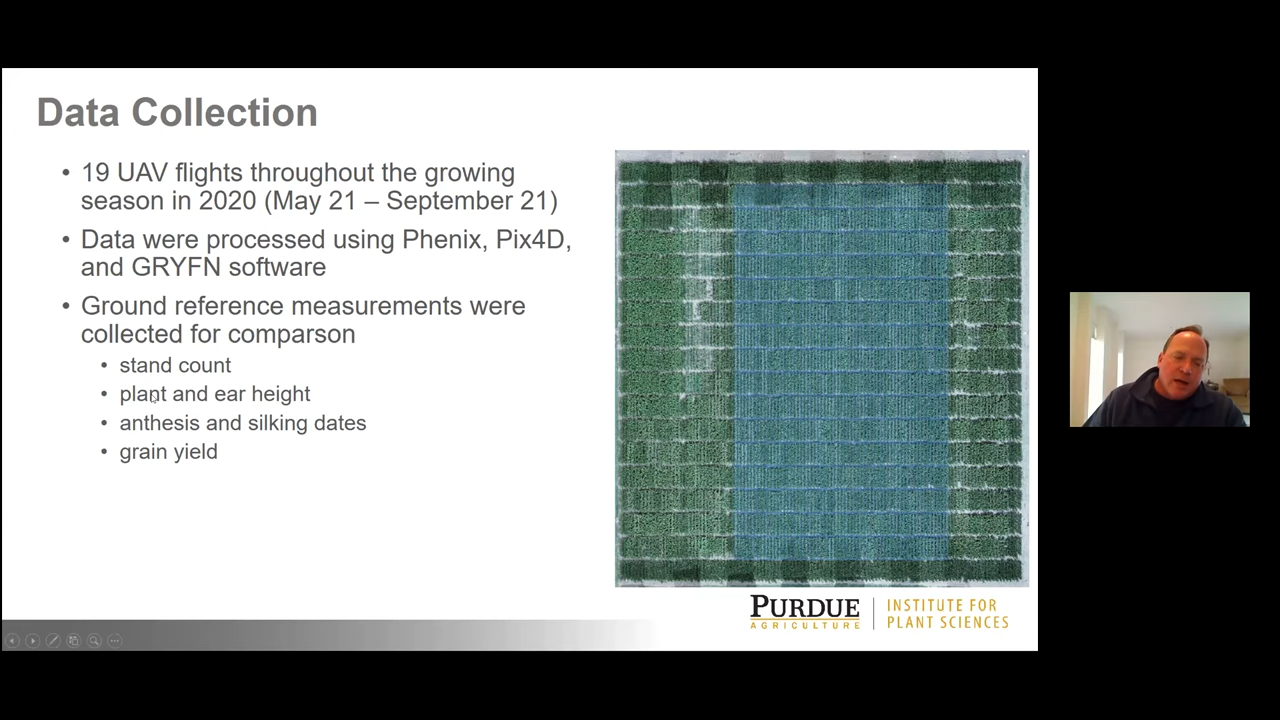 Data Collection
• 19 UAV flights throughout the growing
season in 2020 (May 21 – September 21)
• Data were processed using Phenix, Pix4D,
and GRYFN software
• Ground reference measurements were
collected for comparson
• stand count
• plant and ear height
• anthesis and silking dates
• grain yield
PURDUE
AGRICULTURE
INSTITUTE FOR
PLANT SCIENCES